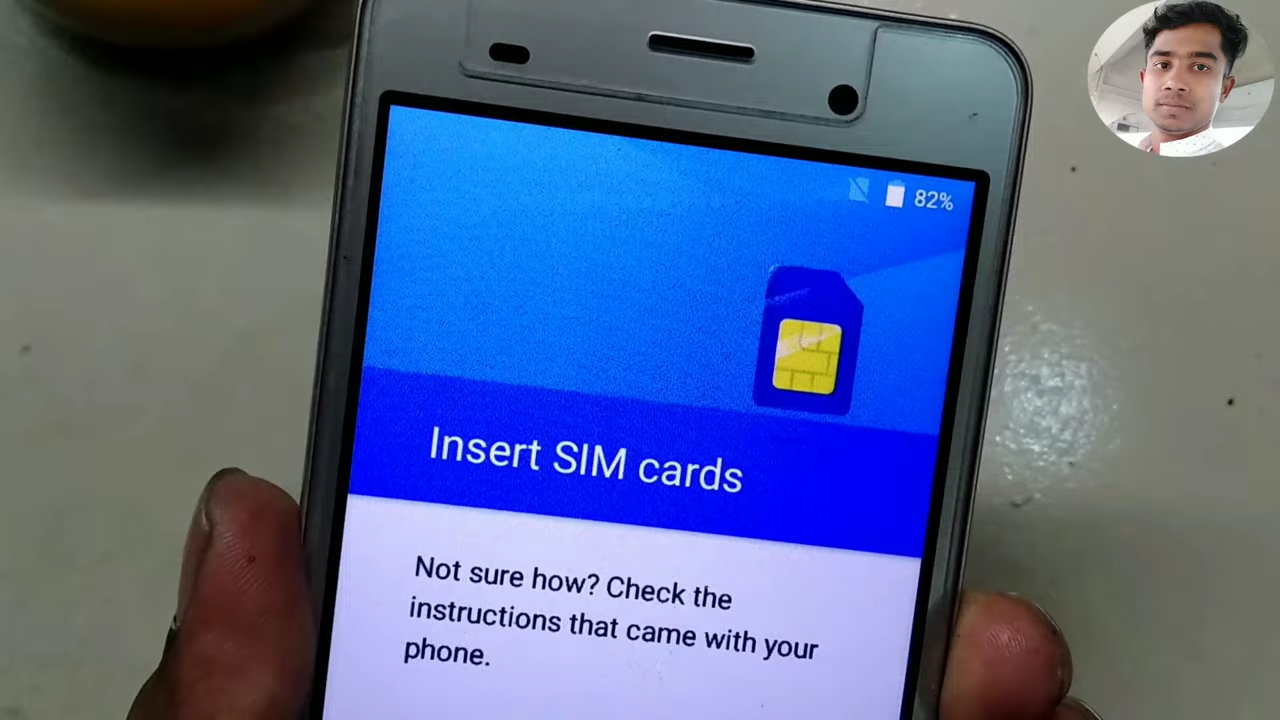 82%
Insert SIM cards
Not sure how? Check the
instructions that came with your
phone.